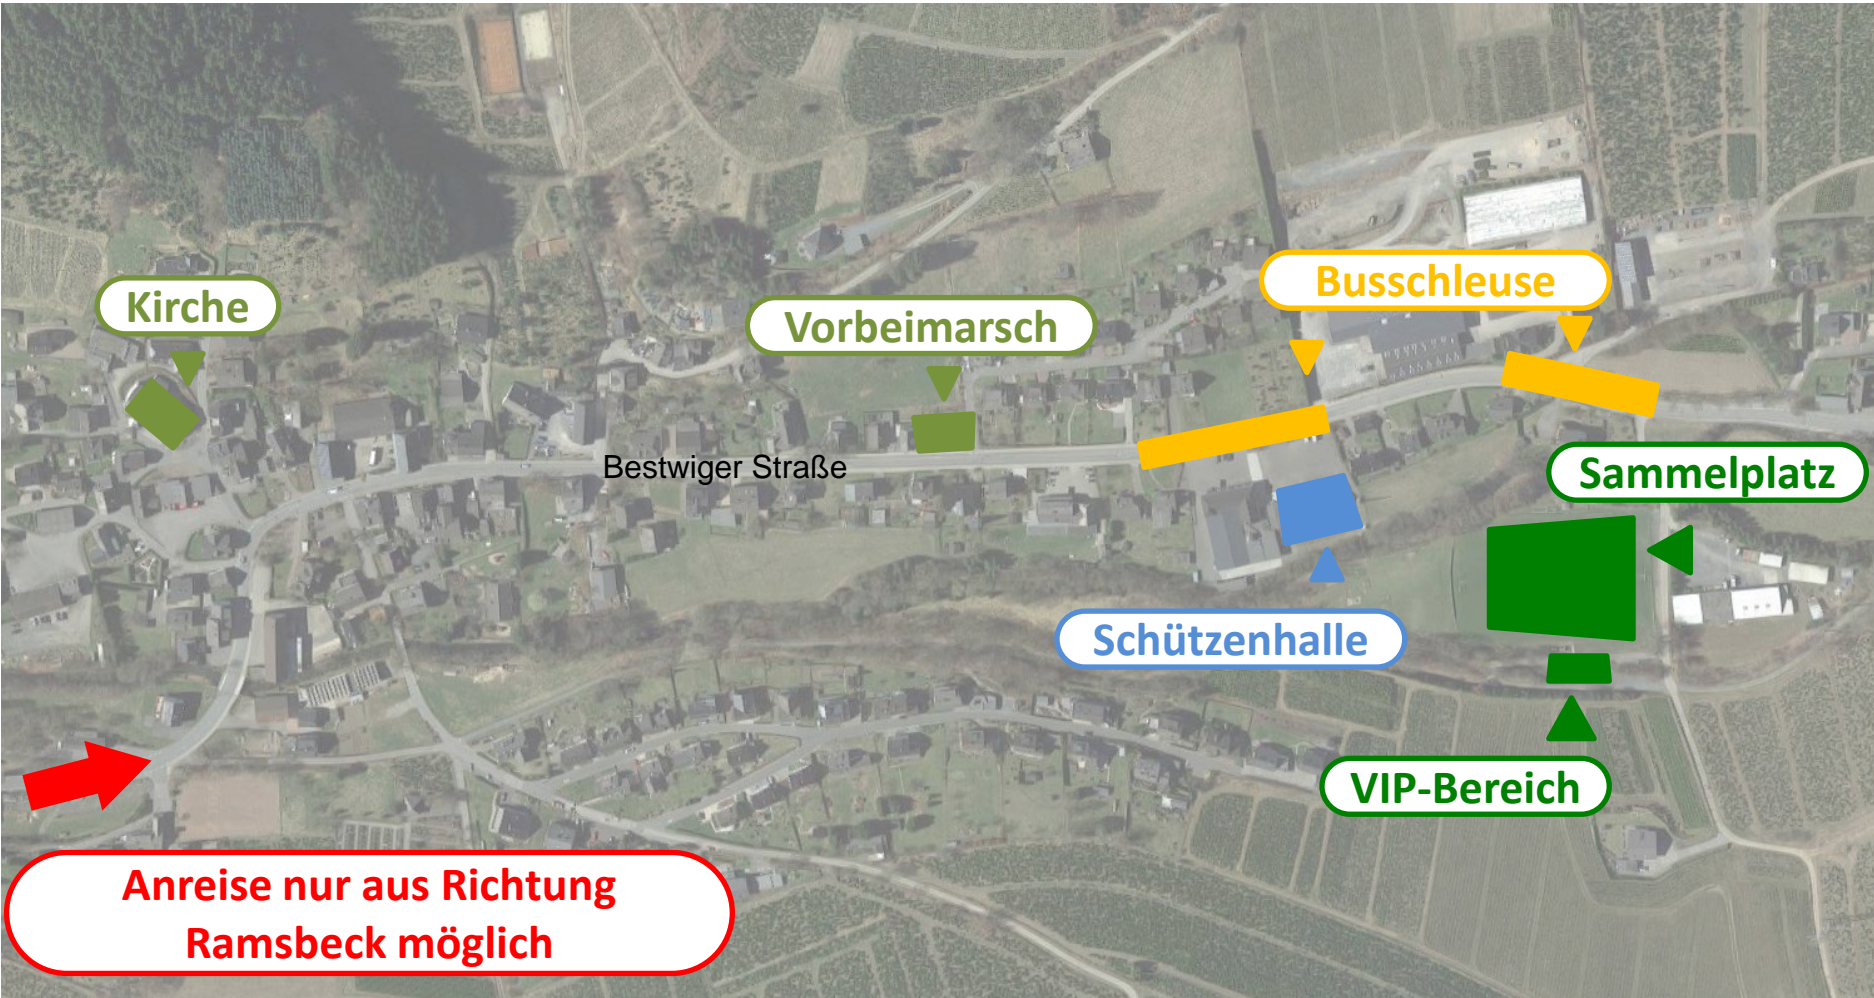 Busschleuse
Kirche
Vorbeimarsch
Bestwiger Straße
Sammelplatz
Schützenhalle
VIP-Bereich
Anreise nur aus Richtung
Ramsbeck möglich